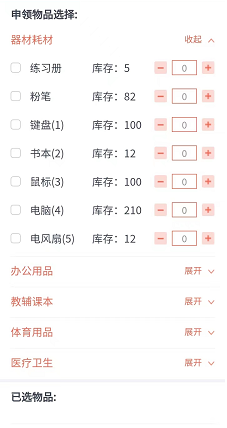 申领物品选择:
器材耗材 收起
练习册 库存：5 0
粉笔 库存：82 0
键盘(1) 库存：100 0
书本(2) 库存：12 0
鼠标(3) 库存：100 0
电脑(4) 库存：210 0
电风扇(5) 库存：12 0
办公用品 展开
教辅课本 展开
体育用品 展开
医疗卫生 展开
已选物品: